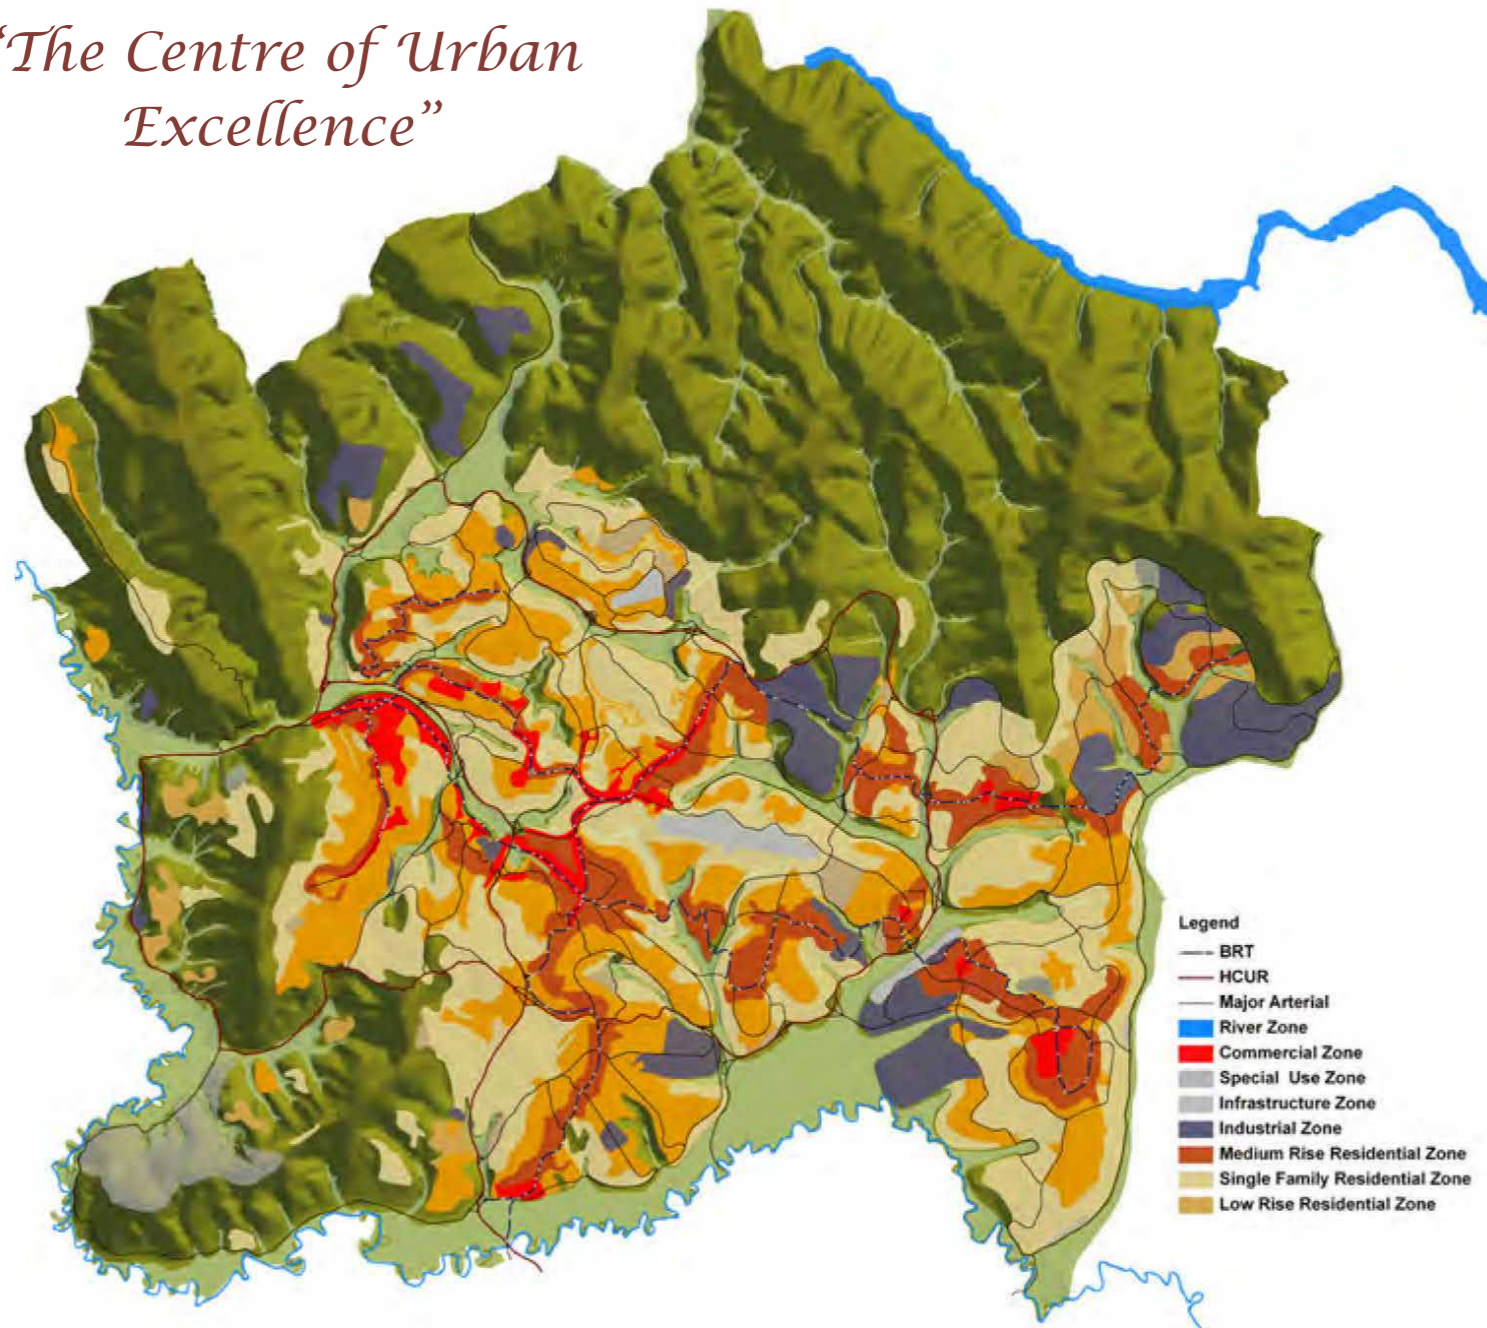 “The Centre of Urban
Excellence”
Legend
BRT
HCUR
Major Arterial
River Zone
Commercial Zone
Special Use Zone
Infrastructure Zone
Industrial Zone
Medium Rise Residential Zone
Single Family Residential Zone
Low Rise Residential Zone